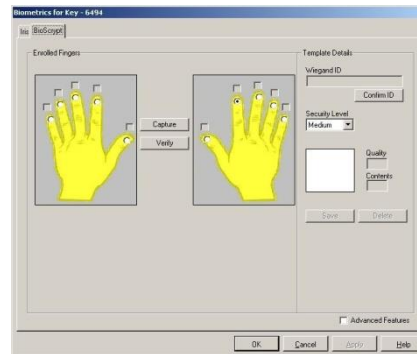 Biometrics for Key - 6494
Iris BioScrypt
Enrolled Fingers
Template Details
Wiegand ID
Confirm ID
Capture
Security Level
Medium
Verify
Quality
Contents
Save Delete
Advanced Features
OK Cancel Apply Help